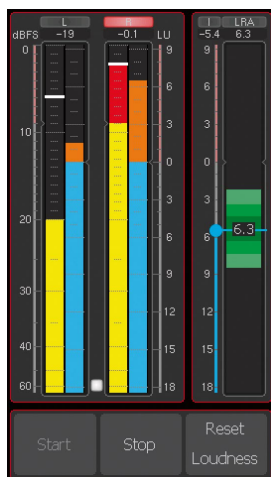 L R I LRA
dBFS -19 -0.1 LU -5.4 6.3
0 9 9
6 6
10 3 3
0 0
20 3 3
6 6 6.3
30 9 9
12 12
40 15 15
60 18 18
Start Stop Reset
Loudness